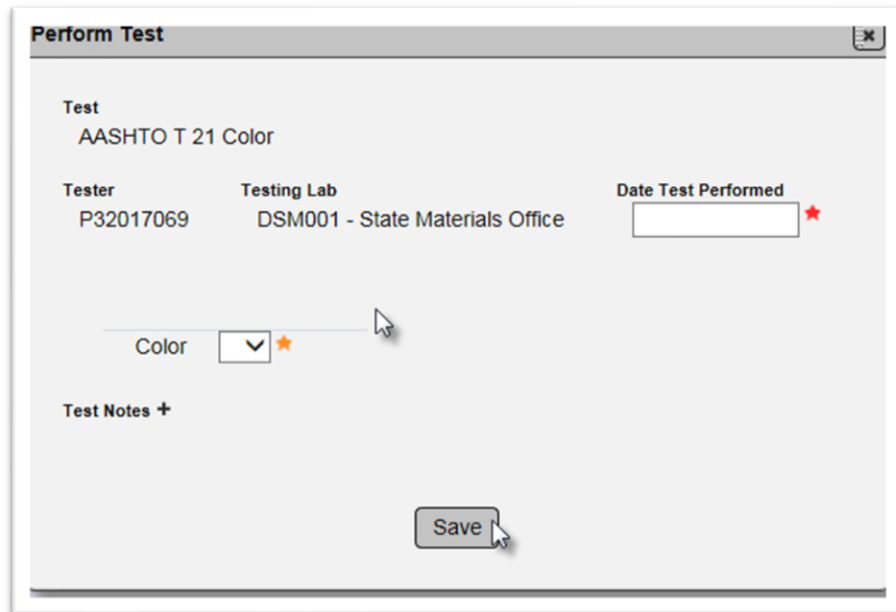 Perform Test
Test
AASHTO T 21 Color
Tester Testing Lab Date Test Performed
P32017069 DSM001 - State Materials Office
Color
Test Notes +
Save